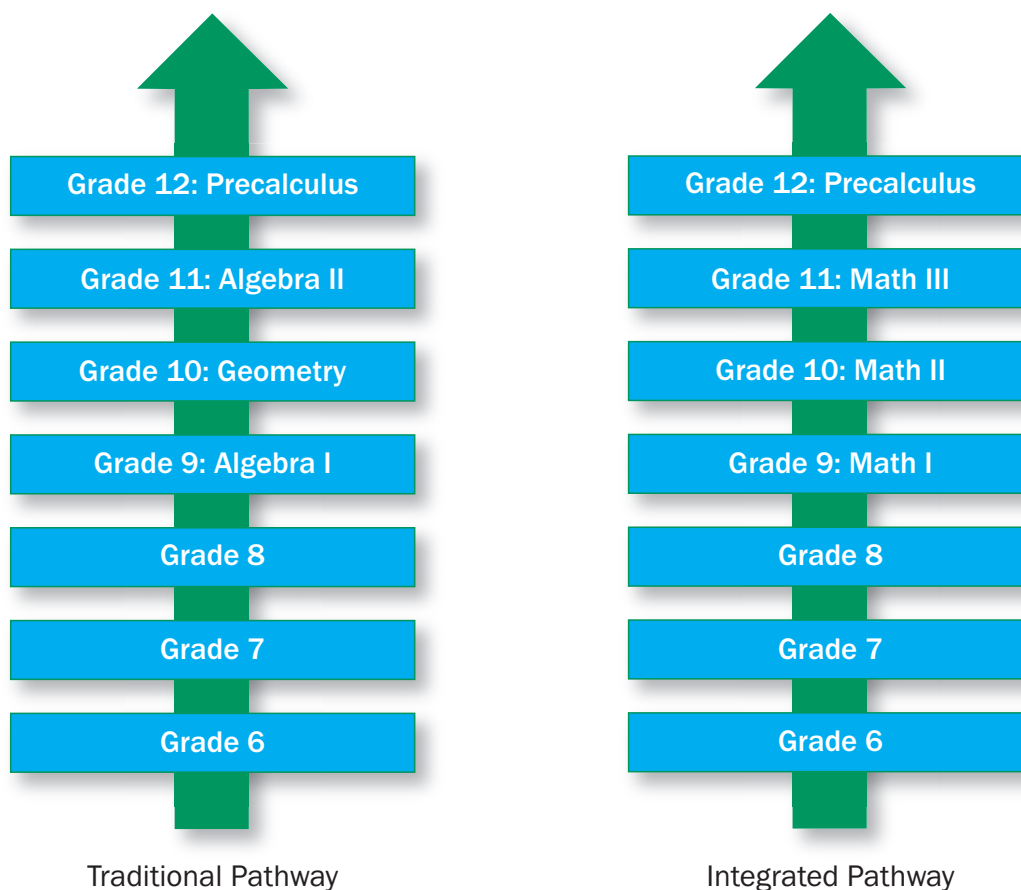 Grade 12: Precalculus
Grade 11: Algebra II
Grade 10: Geometry
Grade 9: Algebra I
Grade 8
Grade 7
Grade 6
Traditional Pathway
Grade 12: Precalculus
Grade 11: Math III
Grade 10: Math II
Grade 9: Math I
Grade 8
Grade 7
Grade 6
Integrated Pathway